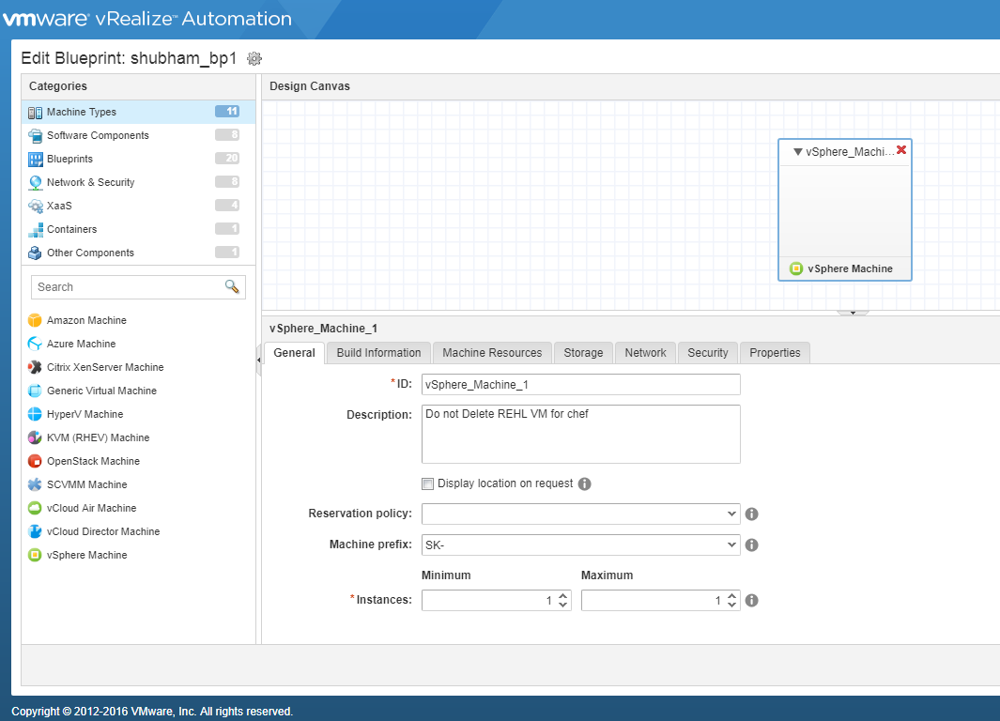 vmware® vRealize™ Automation
Edit Blueprint: shubham_bp1
Categories
Machine Types 11
Software Components 8
Blueprints 20
Network & Security 8
XaaS 4
Containers 1
Other Components 1
Search
Amazon Machine
Azure Machine
Citrix XenServer Machine
Generic Virtual Machine
HyperV Machine
KVM (RHEV) Machine
OpenStack Machine
SCVMM Machine
vCloud Air Machine
vCloud Director Machine
vSphere Machine
Design Canvas
vSphere_Machi...
vSphere Machine
vSphere_Machine_1
General Build Information Machine Resources Storage Network Security Properties
*ID: vSphere_Machine_1
Description: Do not Delete REHL VM for chef
Display location on request
Reservation policy:
Machine prefix: SK-
Minimum Maximum
*Instances: 1 1
Copyright © 2012-2016 VMware, Inc. All rights reserved.